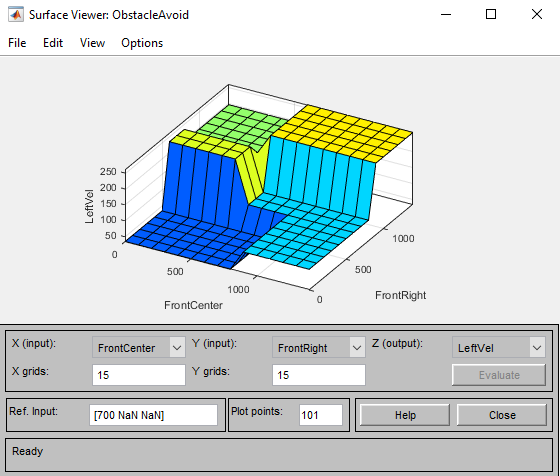 Surface Viewer: ObstacleAvoid
File Edit View Options
250
200
150
100
50
LeftVel
0
500
1000
FrontCenter
0
500
1000
FrontRight
X (input): FrontCenter Y (input): FrontRight Z (output): LeftVel
X grids: 15 Y grids: 15 Evaluate
Ref. Input: [700 NaN NaN] Plot points: 101 Help Close
Ready